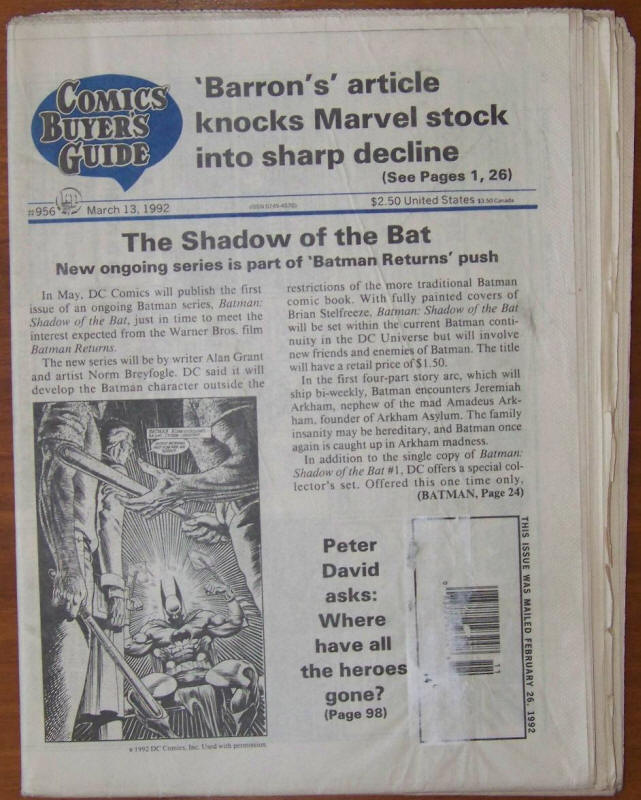 COMICS
BUYER'S
GUIDE
'Barron's' article
knocks Marvel stock
into sharp decline
(See Pages 1, 26)
#956
March 13, 1992
$2.50 United States $3.50 Canada
The Shadow of the Bat
New ongoing series is part of 'Batman Returns' push
In May, DC Comics will publish the first
issue of an ongoing Batman series, Batman:
Shadow of the Bat, just in time to meet the
interest expected from the Warner Bros. film
Batman Returns.
The new series will be by writer Alan Grant
and artist Norm Breyfogle. DC said it will
develop the Batman character outside the
restrictions of the more traditional Batman
comic book. With fully painted covers of
Brian Stelfreeze, Batman: Shadow of the Bat
will be set within the current Batman conti-
nuity in the DC Universe but will involve
new friends and enemies of Batman. The title
will have a retail price of $1.50.
In the first four-part story arc, which will
ship bi-weekly, Batman encounters Jeremiah
Arkham, nephew of the mad Amadeus Ark-
ham, founder of Arkham Asylum. The family
insanity may be hereditary, and Batman once
again is caught up in Arkham madness.
In addition to the single copy of Batman:
Shadow of the Bat #1, DC offers a special col-
lector's set. Offered this one time only,
(BATMAN, Page 24)
© 1992 DC Comics, Inc. Used with permission.
Peter
David
asks:
Where
have all
the heroes
gone?
(Page 98)
THIS ISSUE WAS MAILED FEBRUARY 26, 1992
11